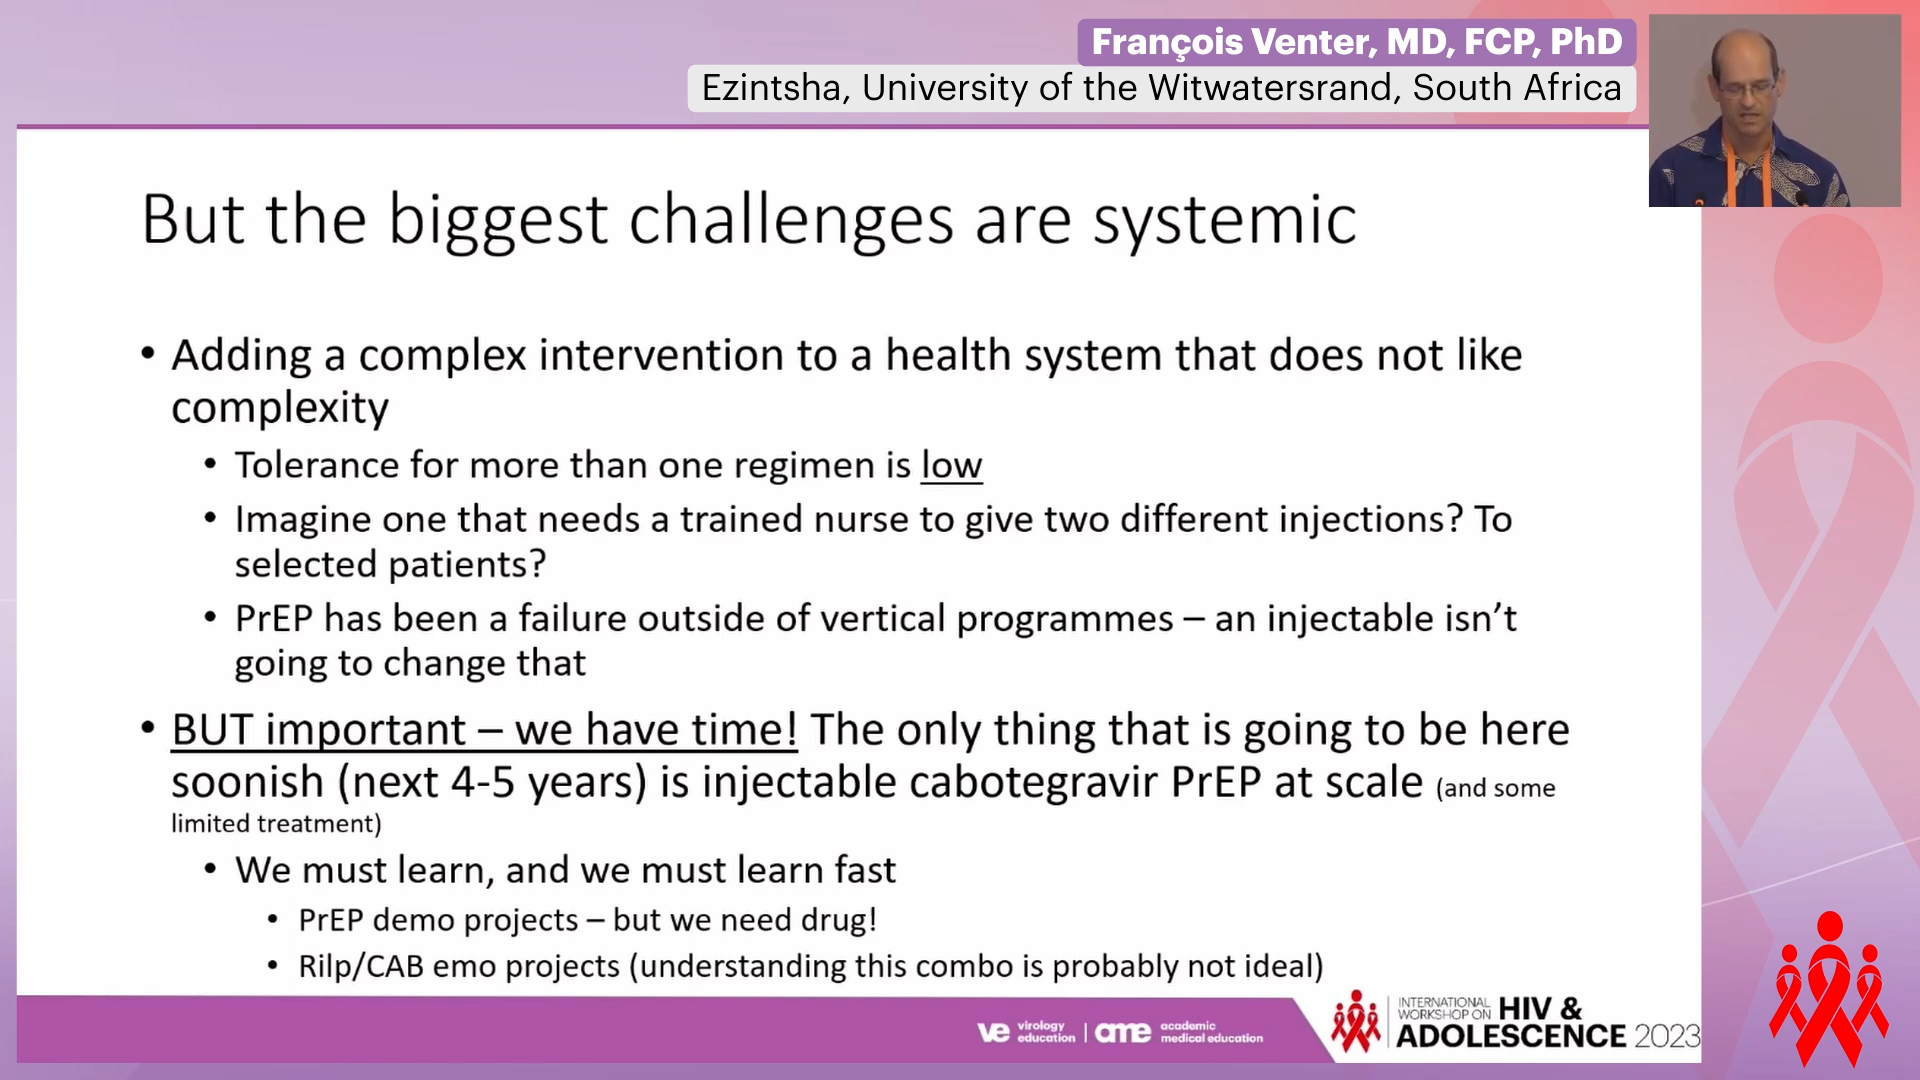 François Venter, MD, FCP, PhD
Ezintsha, University of the Witwatersrand, South Africa
But the biggest challenges are systemic
• Adding a complex intervention to a health system that does not like
complexity
• Tolerance for more than one regimen is low
• Imagine one that needs a trained nurse to give two different injections? To
selected patients?
• PrEP has been a failure outside of vertical programmes – an injectable isn’t
going to change that
• BUT important – we have time! The only thing that is going to be here
soonish (next 4-5 years) is injectable cabotegravir PrEP at scale (and some
limited treatment)
• We must learn, and we must learn fast
• PrEP demo projects – but we need drug!
• Rilp/CAB emo projects (understanding this combo is probably not ideal)
ve virology
education | ame academic
medical education
INTERNATIONAL
WORKSHOP ON HIV &
ADOLESCENCE 2023